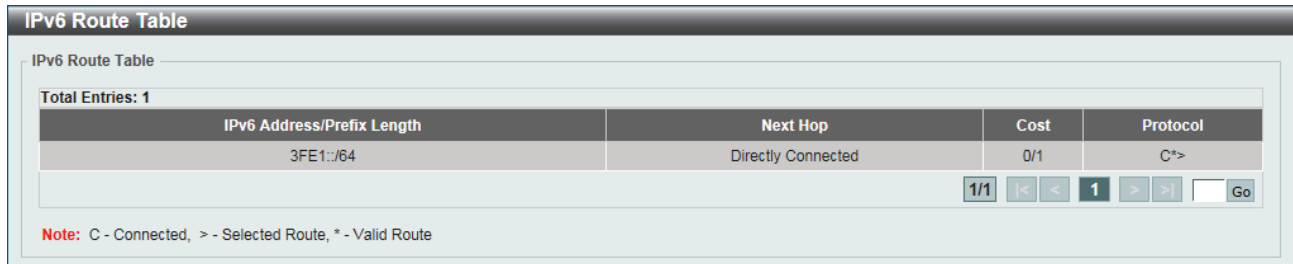 IPv6 Route Table
IPv6 Route Table
Total Entries: 1
IPv6 Address/Prefix Length Next Hop Cost Protocol
3FE1::/64 Directly Connected 0/1 C*>
1/1 |< < 1 > >| Go
Note: C - Connected, > - Selected Route, * - Valid Route